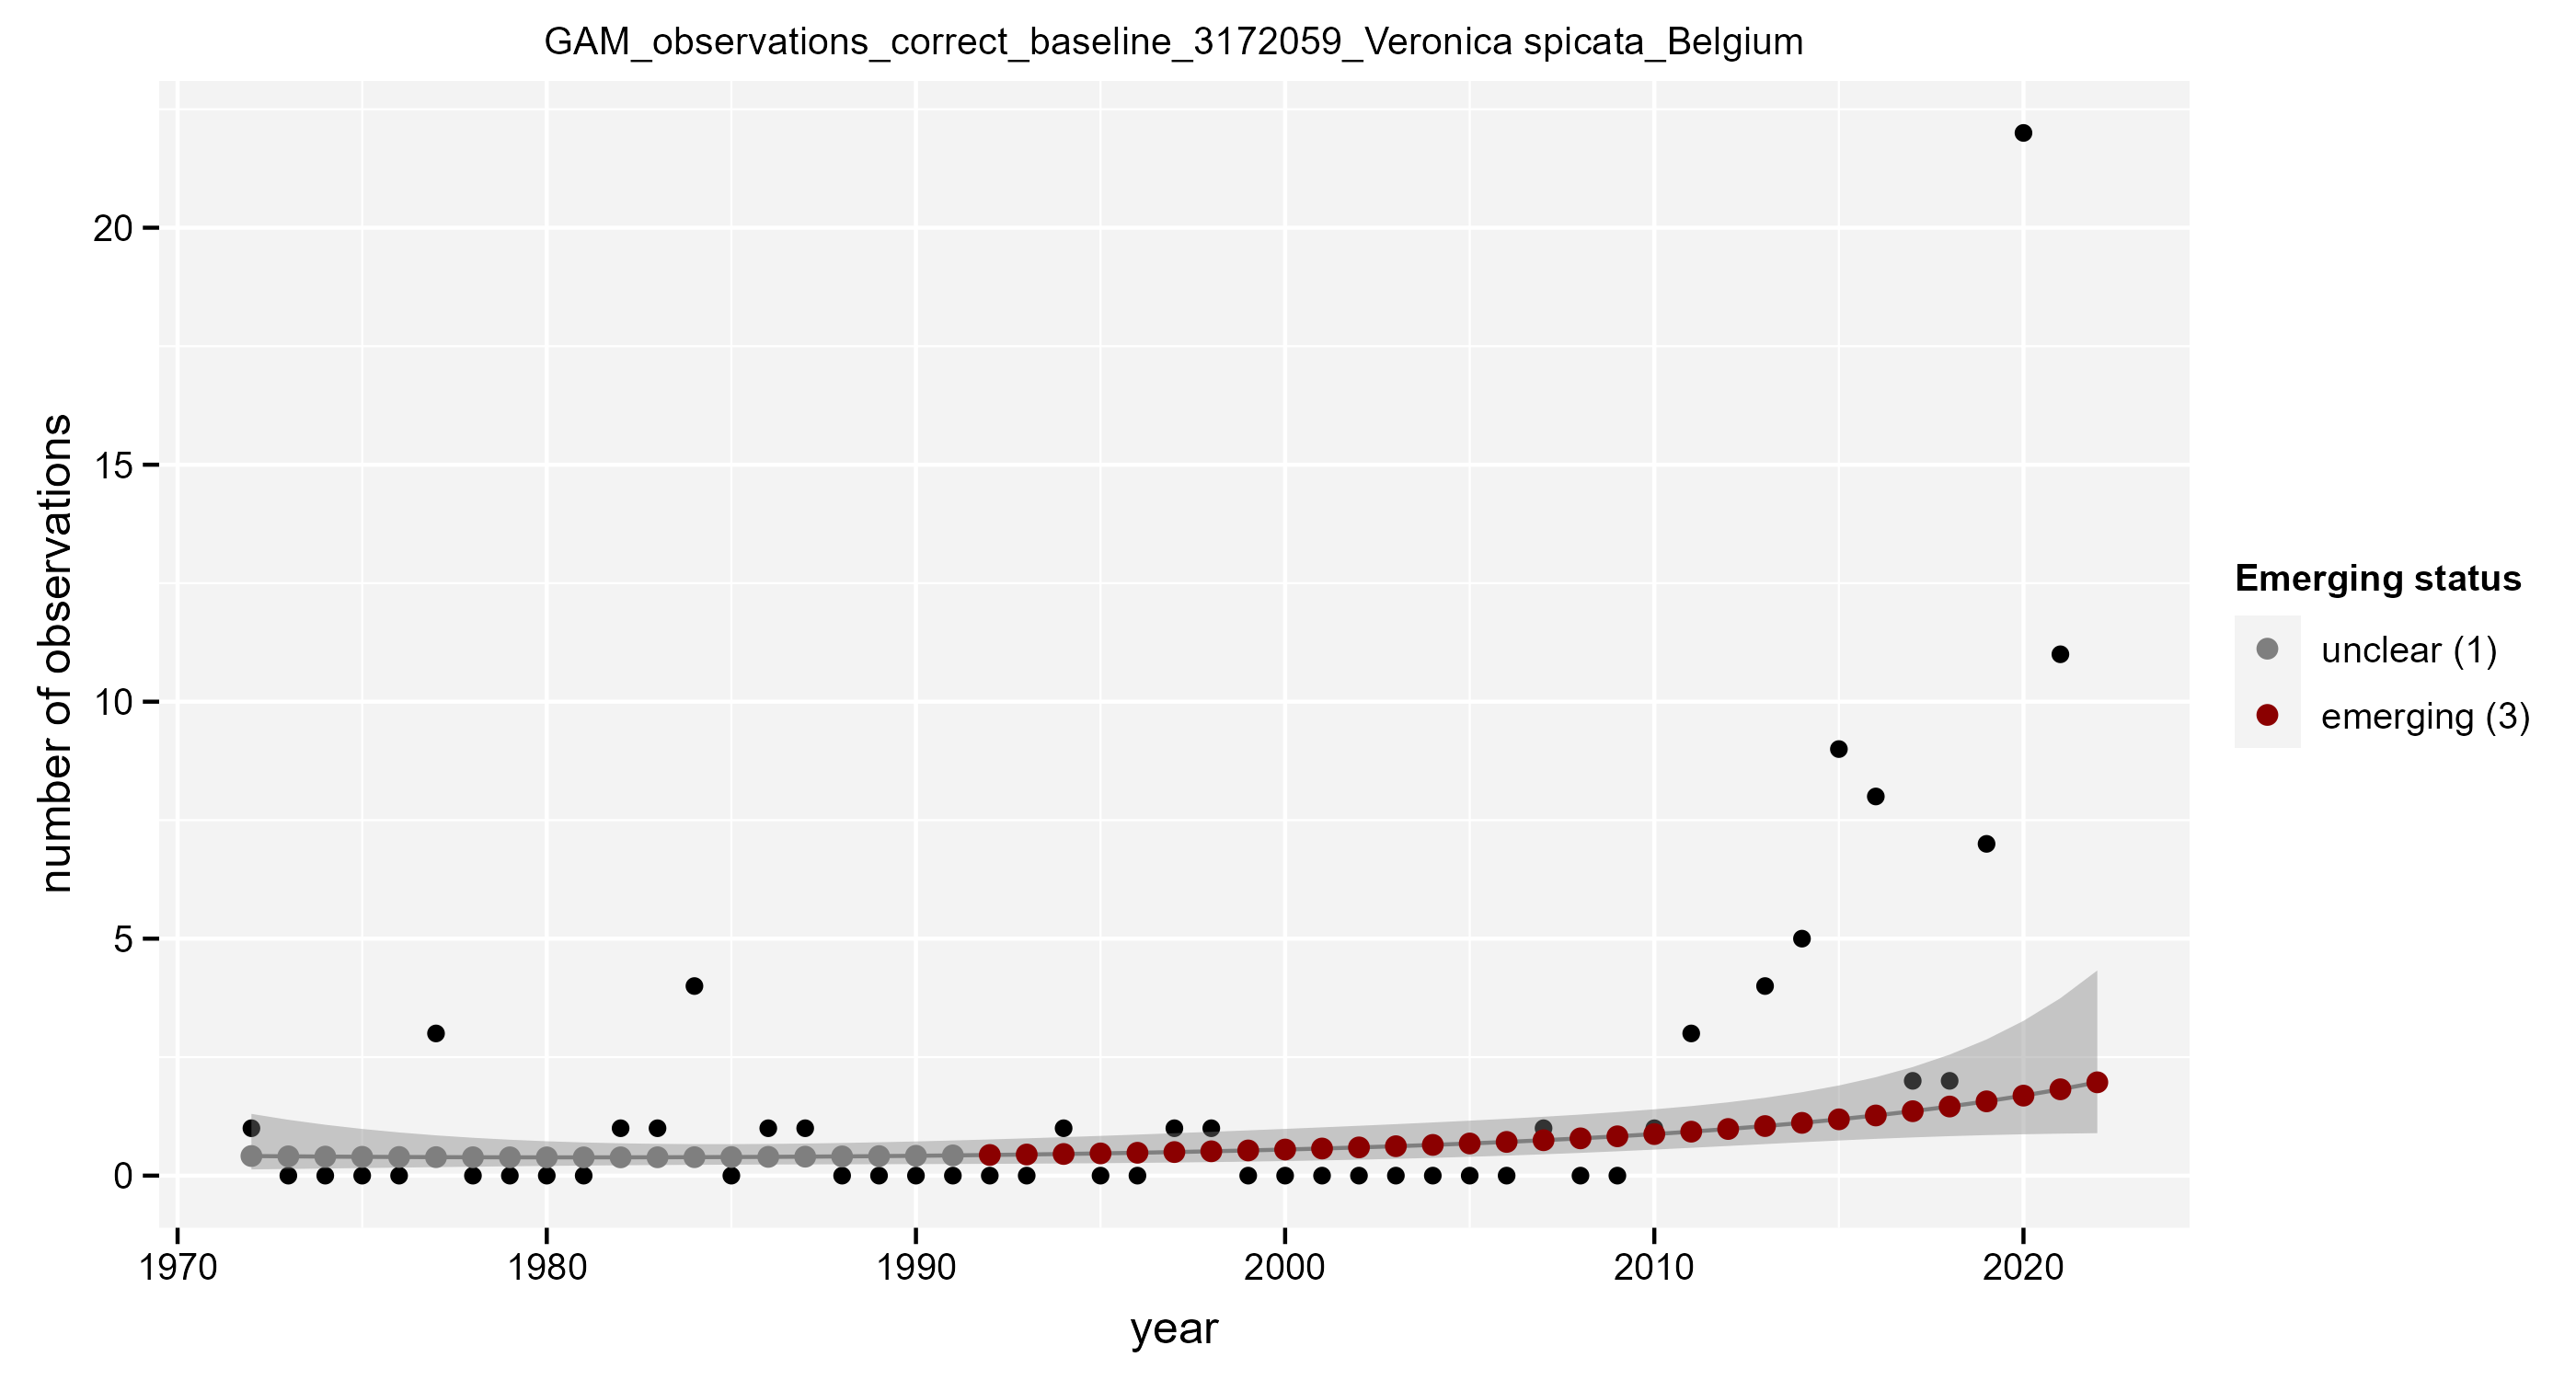 GAM_observations_correct_baseline_3172059_Veronica spicata_Belgium
number of observations
20
15
10
5
0
1970 1980 1990 2000 2010 2020
year
Emerging status
unclear (1)
emerging (3)